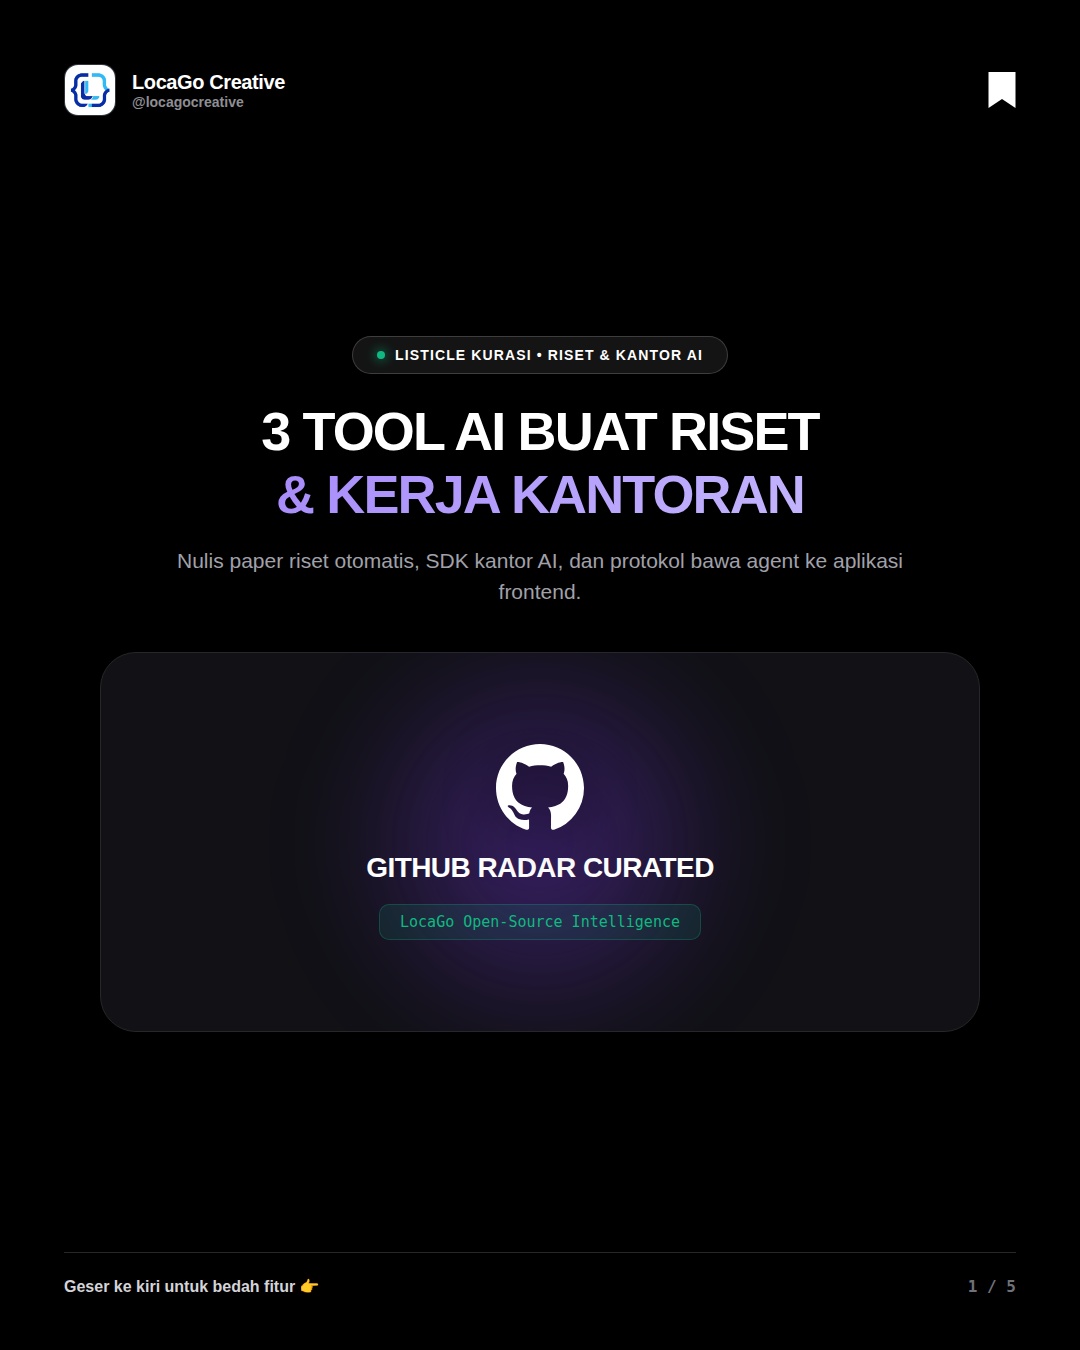 LocaGo Creative
@locagocreative
LISTICLE KURASI • RISET & KANTOR AI
3 TOOL AI BUAT RISET
& KERJA KANTORAN
Nulis paper riset otomatis, SDK kantor AI, dan protokol bawa agent ke aplikasi
frontend.
GITHUB RADAR CURATED
LocaGo Open-Source Intelligence
Geser ke kiri untuk bedah fitur 👉
1 / 5